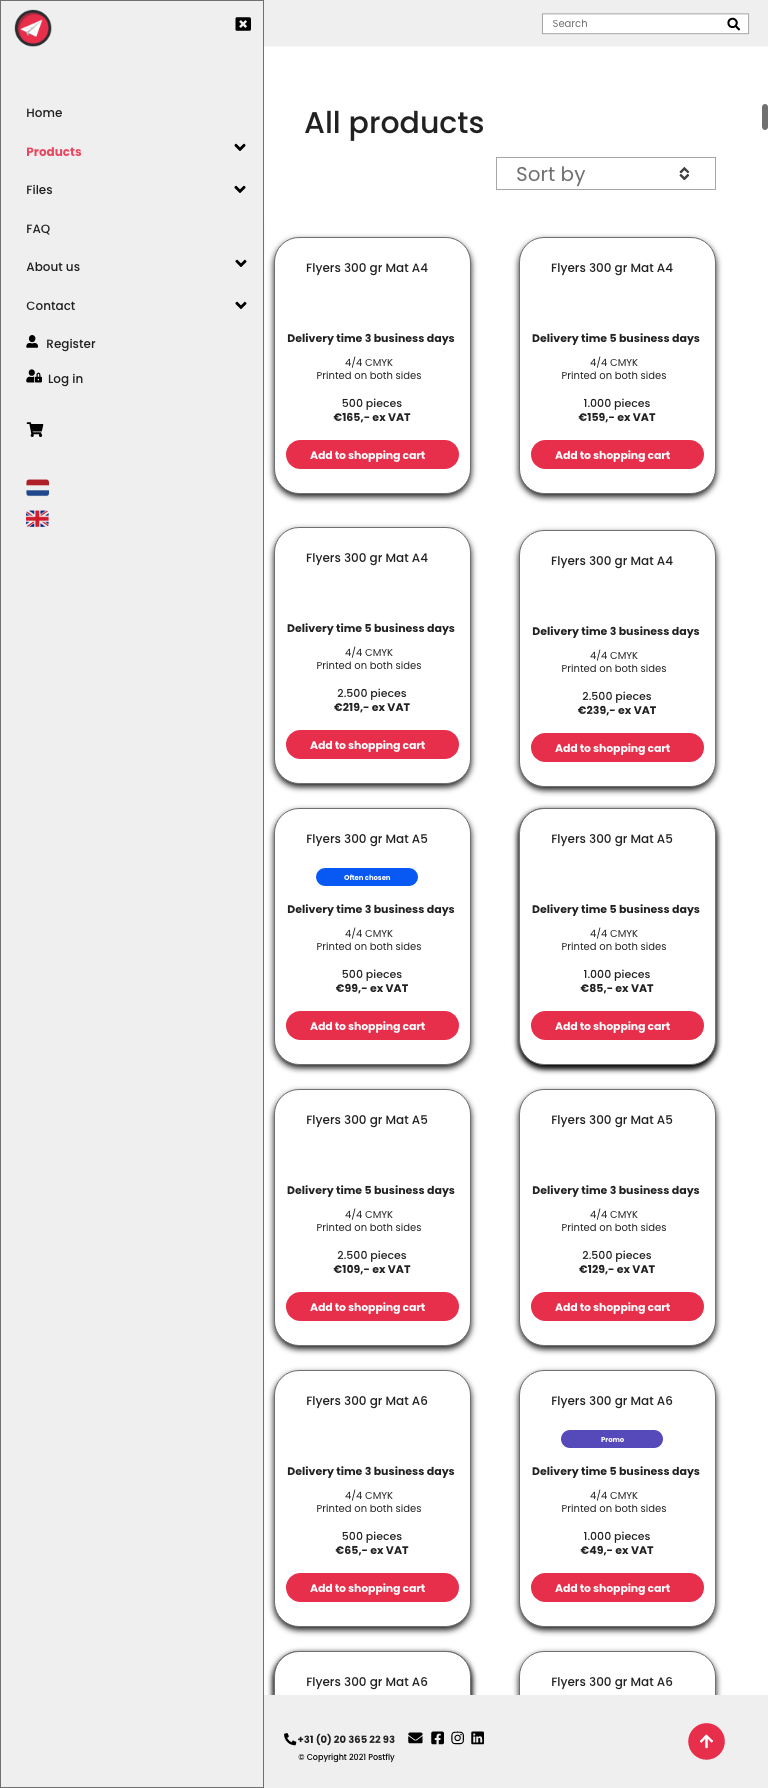 Home
Products
Files
FAQ
About us
Contact
Register
Log in
Search
All products
Sort by
Flyers 300 gr Mat A4
Delivery time 3 business days
4/4 CMYK
Printed on both sides
500 pieces
€165,- ex VAT
Add to shopping cart
Flyers 300 gr Mat A4
Delivery time 5 business days
4/4 CMYK
Printed on both sides
1.000 pieces
€159,- ex VAT
Add to shopping cart
Flyers 300 gr Mat A4
Delivery time 5 business days
4/4 CMYK
Printed on both sides
2.500 pieces
€219,- ex VAT
Add to shopping cart
Flyers 300 gr Mat A4
Delivery time 3 business days
4/4 CMYK
Printed on both sides
2.500 pieces
€239,- ex VAT
Add to shopping cart
Flyers 300 gr Mat A5
Often chosen
Delivery time 3 business days
4/4 CMYK
Printed on both sides
500 pieces
€99,- ex VAT
Add to shopping cart
Flyers 300 gr Mat A5
Delivery time 5 business days
4/4 CMYK
Printed on both sides
1.000 pieces
€85,- ex VAT
Add to shopping cart
Flyers 300 gr Mat A5
Delivery time 5 business days
4/4 CMYK
Printed on both sides
2.500 pieces
€109,- ex VAT
Add to shopping cart
Flyers 300 gr Mat A5
Delivery time 3 business days
4/4 CMYK
Printed on both sides
2.500 pieces
€129,- ex VAT
Add to shopping cart
Flyers 300 gr Mat A6
Delivery time 3 business days
4/4 CMYK
Printed on both sides
500 pieces
€65,- ex VAT
Add to shopping cart
Flyers 300 gr Mat A6
Promo
Delivery time 5 business days
4/4 CMYK
Printed on both sides
1.000 pieces
€49,- ex VAT
Add to shopping cart
Flyers 300 gr Mat A6
Flyers 300 gr Mat A6
+31 (0) 20 365 22 93
© Copyright 2021 Postfly